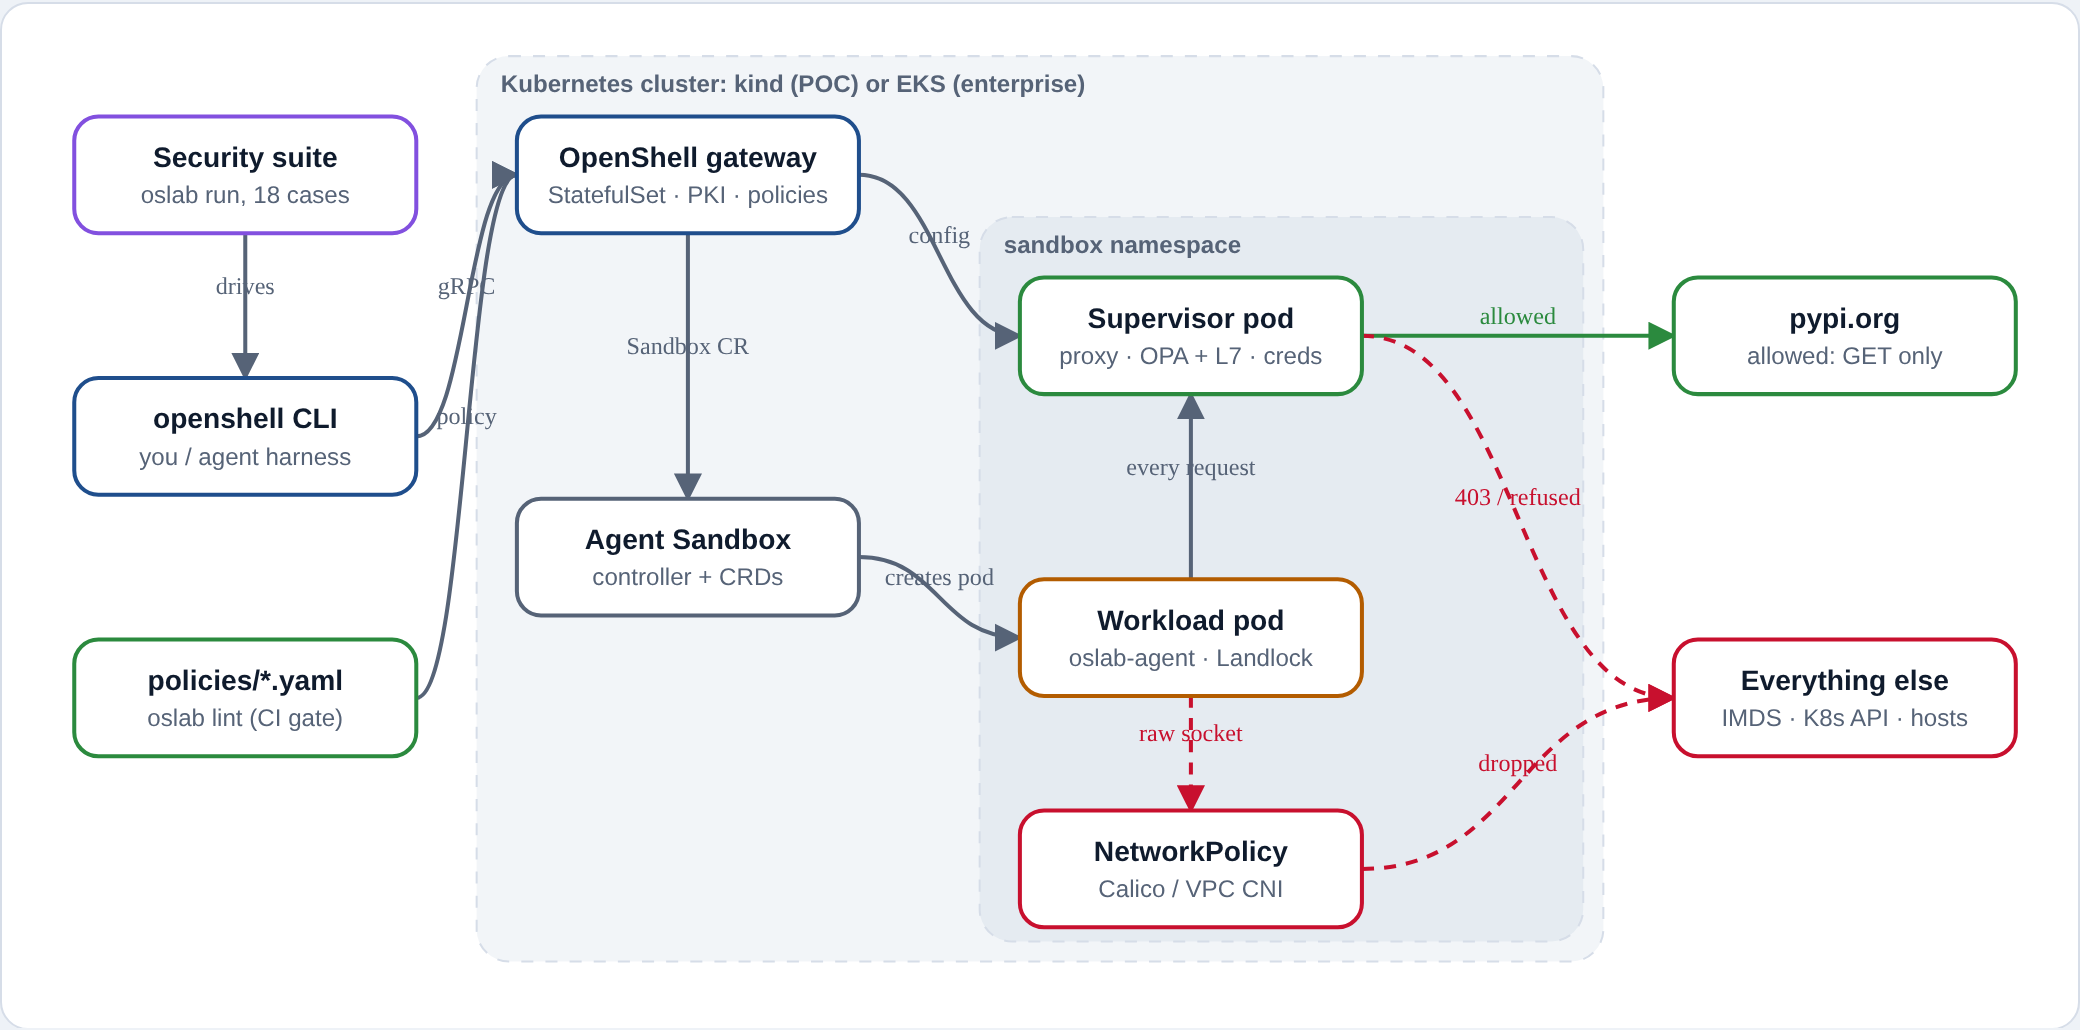 Kubernetes cluster: kind (POC) or EKS (enterprise)
Security suite
oslab run, 18 cases
OpenShell gateway
StatefulSet · PKI · policies
config
sandbox namespace
drives
gRPC
Supervisor pod
proxy · OPA + L7 · creds
allowed
pypi.org
allowed: GET only
Sandbox CR
openshell CLI
you / agent harness
policy
every request
403 / refused
Agent Sandbox
controller + CRDs
creates pod
Workload pod
oslab-agent · Landlock
policies/*.yaml
oslab lint (CI gate)
Everything else
IMDS · K8s API · hosts
raw socket
dropped
NetworkPolicy
Calico / VPC CNI